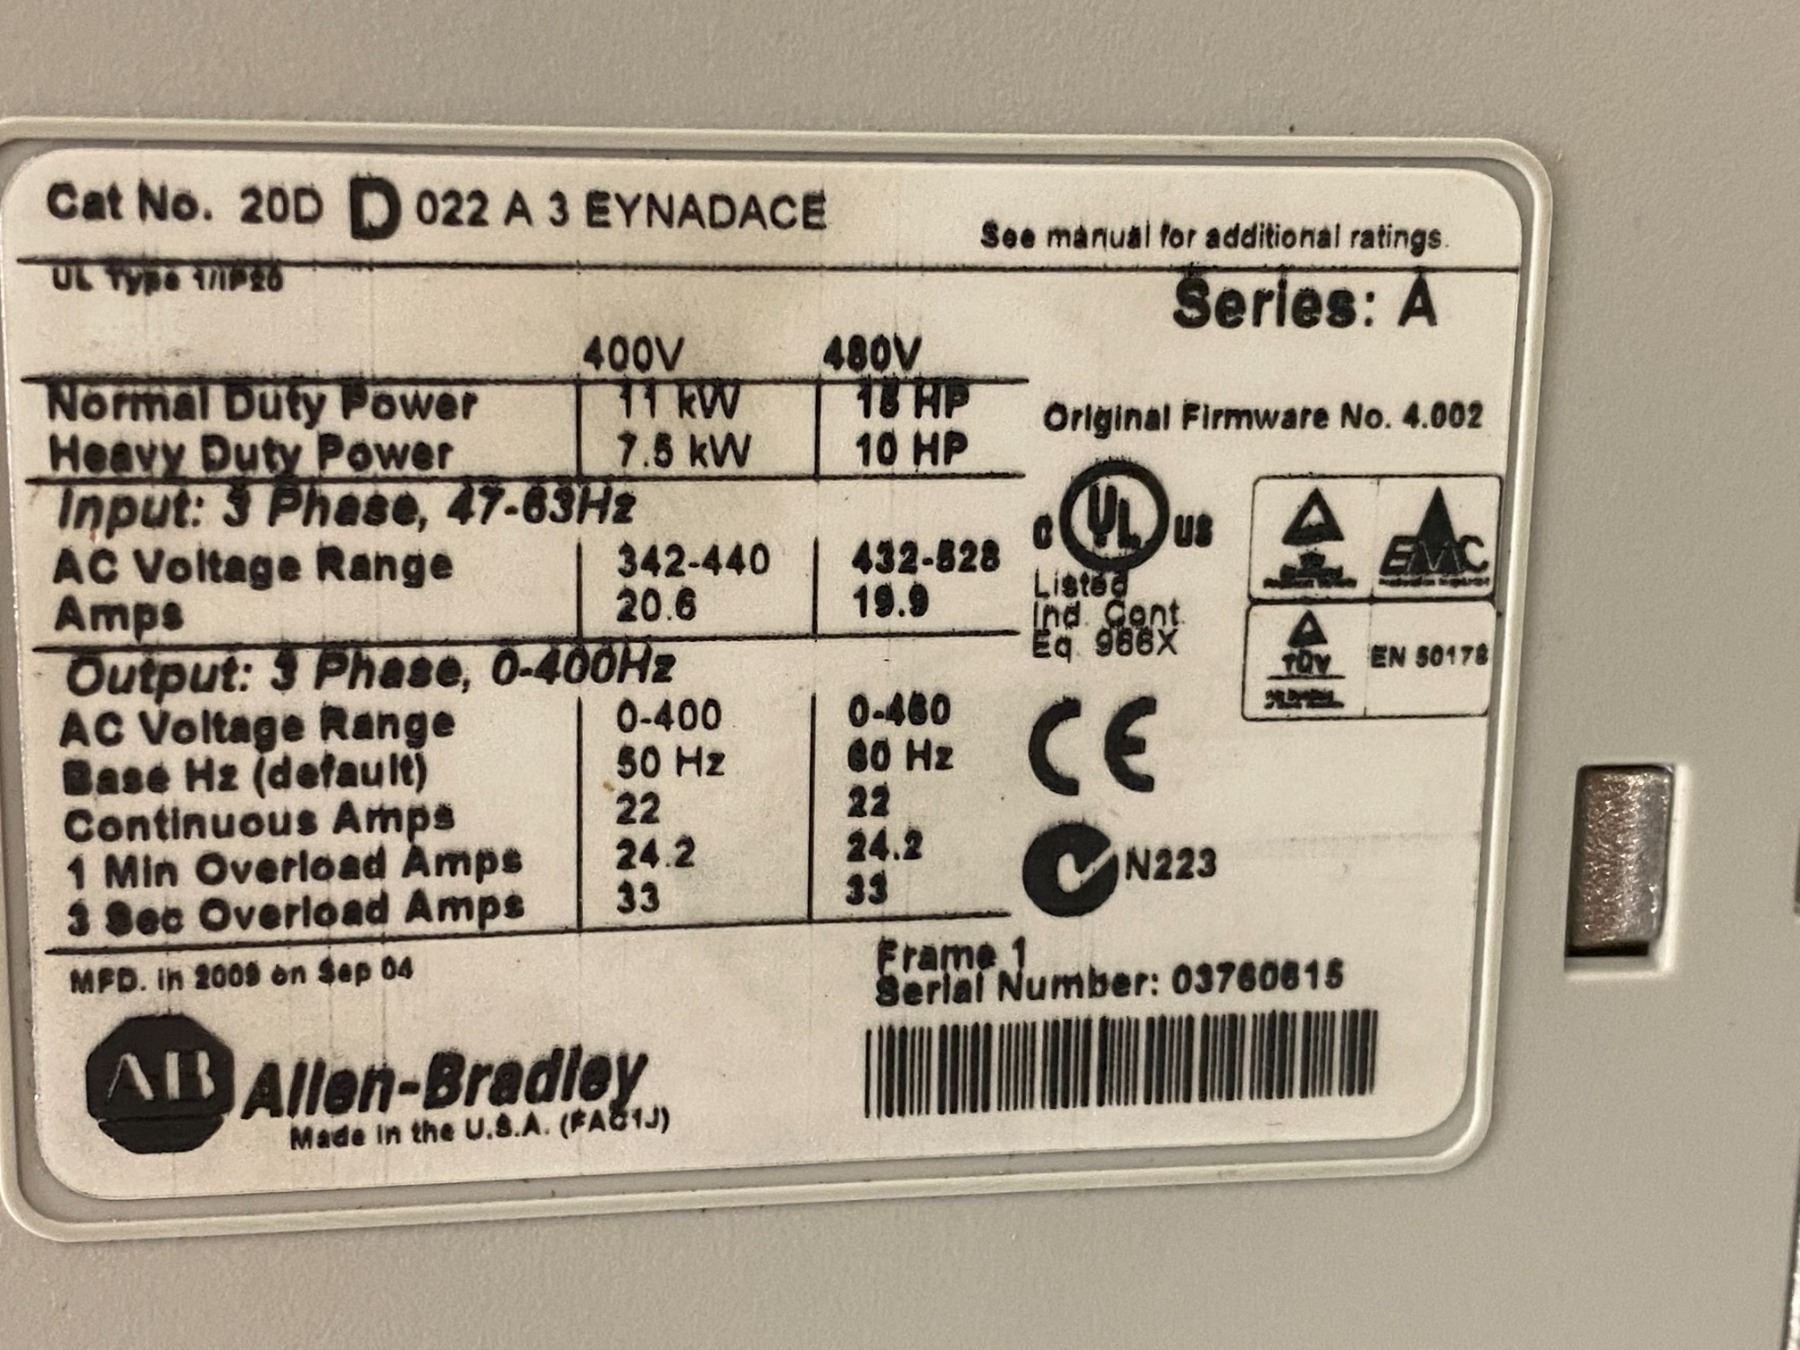 Cat No. 20D D 022 A 3 EYNADACE
See manual for additional ratings.
UL Type 1/IP20
Series: A
400V 480V
Normal Duty Power 11 kW 15 HP
Heavy Duty Power 7.5 kW 10 HP
Original Firmware No. 4.002
Input: 3 Phase, 47-63Hz
AC Voltage Range 342-440 432-528
Amps 20.6 19.9
C UL US
Listed
Ind. Cont.
Eq. 966X
EMC
TÜV
EN 50178
Output: 3 Phase, 0-400Hz
AC Voltage Range 0-400 0-460
Base Hz (default) 50 Hz 60 Hz
Continuous Amps 22 22
1 Min Overload Amps 24.2 24.2
3 Sec Overload Amps 33 33
CE
N223
MFD. in 2009 on Sep 04
Frame 1
Serial Number: 03760615
AB Allen-Bradley
Made in the U.S.A. (FAC1J)